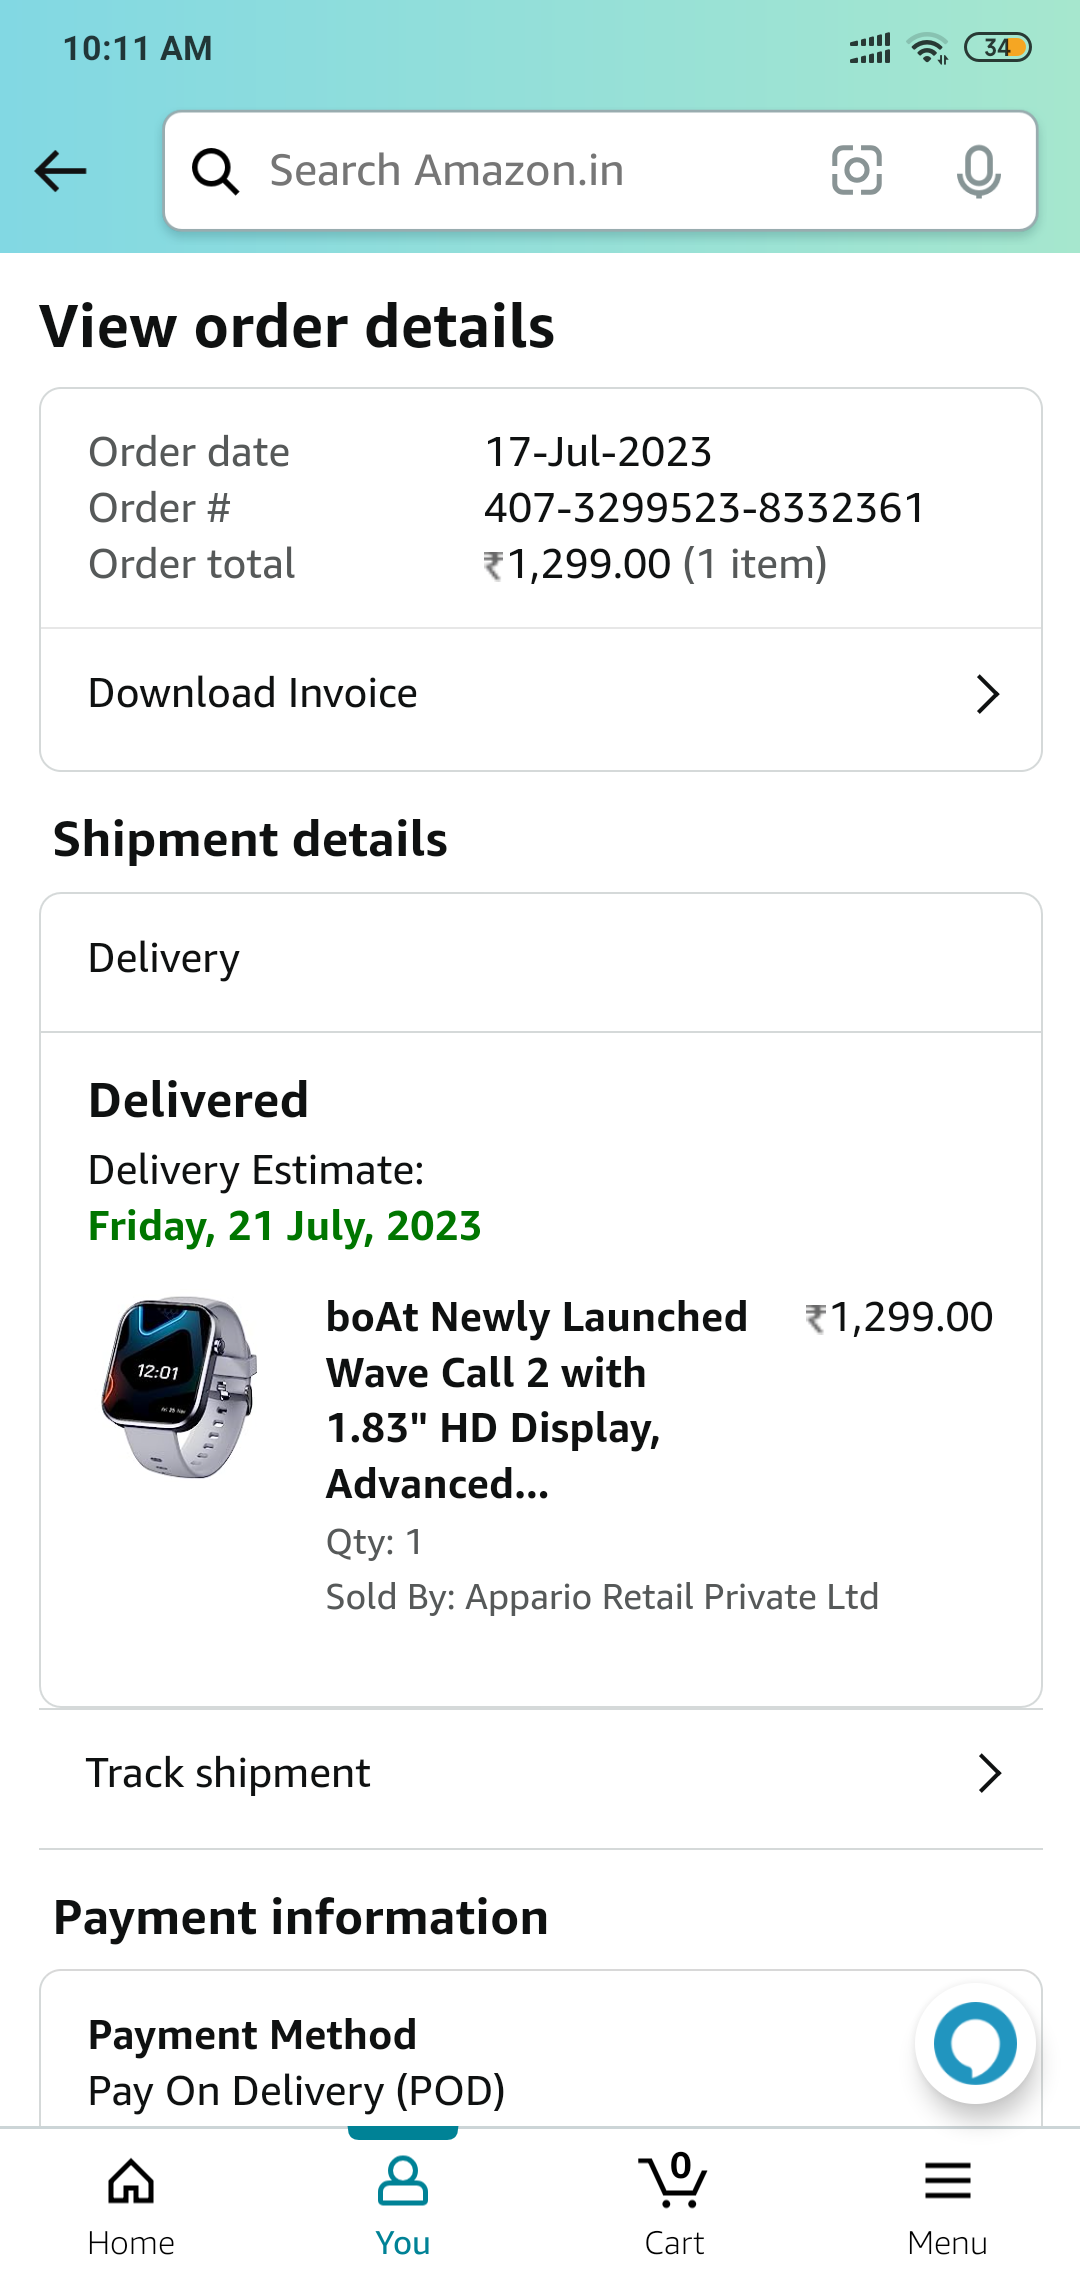 10:11 AM
34
Search Amazon.in
View order details
Order date 17-Jul-2023
Order # 407-3299523-8332361
Order total ₹1,299.00 (1 item)
Download Invoice
Shipment details
Delivery
Delivered
Delivery Estimate:
Friday, 21 July, 2023
12:01
boAt Newly Launched ₹1,299.00
Wave Call 2 with
1.83" HD Display,
Advanced...
Qty: 1
Sold By: Appario Retail Private Ltd
Track shipment
Payment information
Payment Method
Pay On Delivery (POD)
0
Home You Cart Menu